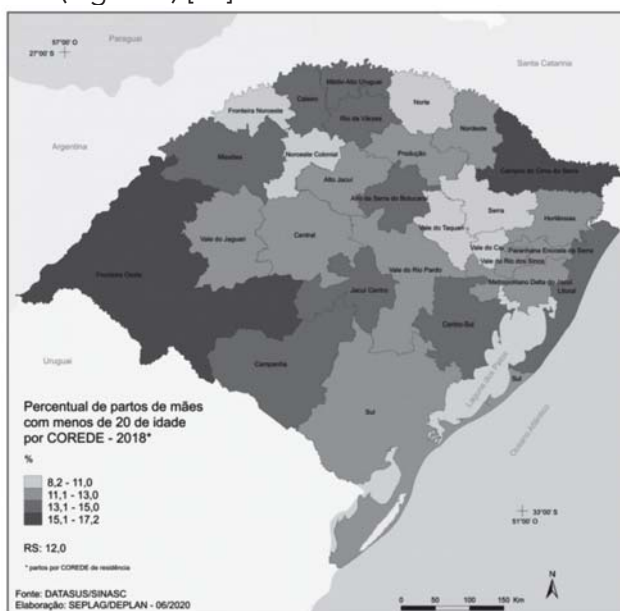 Paraguai
57°00' O
27°00' S
Santa Catarina
Argentina
Uruguai
Médio Alto Uruguai
Celeiro
Norte
Fronteira Noroeste
Rio da Várzea
Nordeste
Missões
Noroeste Colonial
Produção
Campos de Cima da Serra
Alto Jacuí
Alto da Serra do Botucaraí
Serra
Hortênsias
Vale do Jaguari
Central
Vale do Taquari
Vale do Caí
Paranhana Encosta da Serra
Vale do Rio dos Sinos
Fronteira Oeste
Vale do Rio Pardo
Metropolitano Delta do Jacuí
Jacuí Centro
Litoral
Centro-Sul
Campanha
Sul
Sul
Laguna dos Patos
Oceano Atlântico
Percentual de partos de mães
com menos de 20 de idade
por COREDE - 2018*
%
8,2 - 11,0
11,1 - 13,0
13,1 - 15,0
15,1 - 17,2
RS: 12,0
* partos por COREDE de residência
33°00' S
51°00' O
N
Fonte: DATASUS/SINASC
Elaboração: SEPLAG/DEPLAN - 06/2020
0 50 100 150
Km